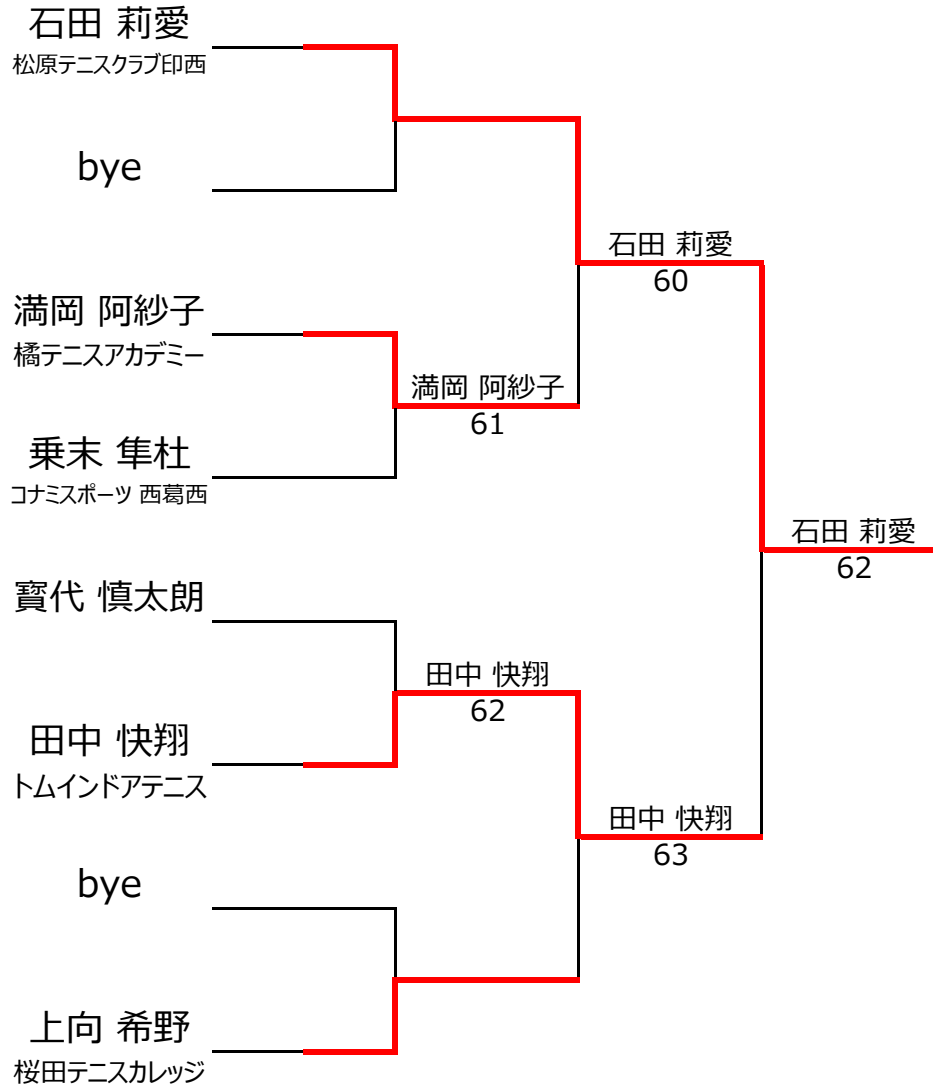 石田 莉愛
松原テニスクラブ印西
bye
石田 莉愛
60
満岡 阿紗子
橘テニスアカデミー
満岡 阿紗子
61
乗末 隼杜
コナミスポーツ 西葛西
石田 莉愛
62
寳代 慎太朗
田中 快翔
62
田中 快翔
トムインドアテニス
田中 快翔
63
bye
上向 希野
桜田テニスカレッジ